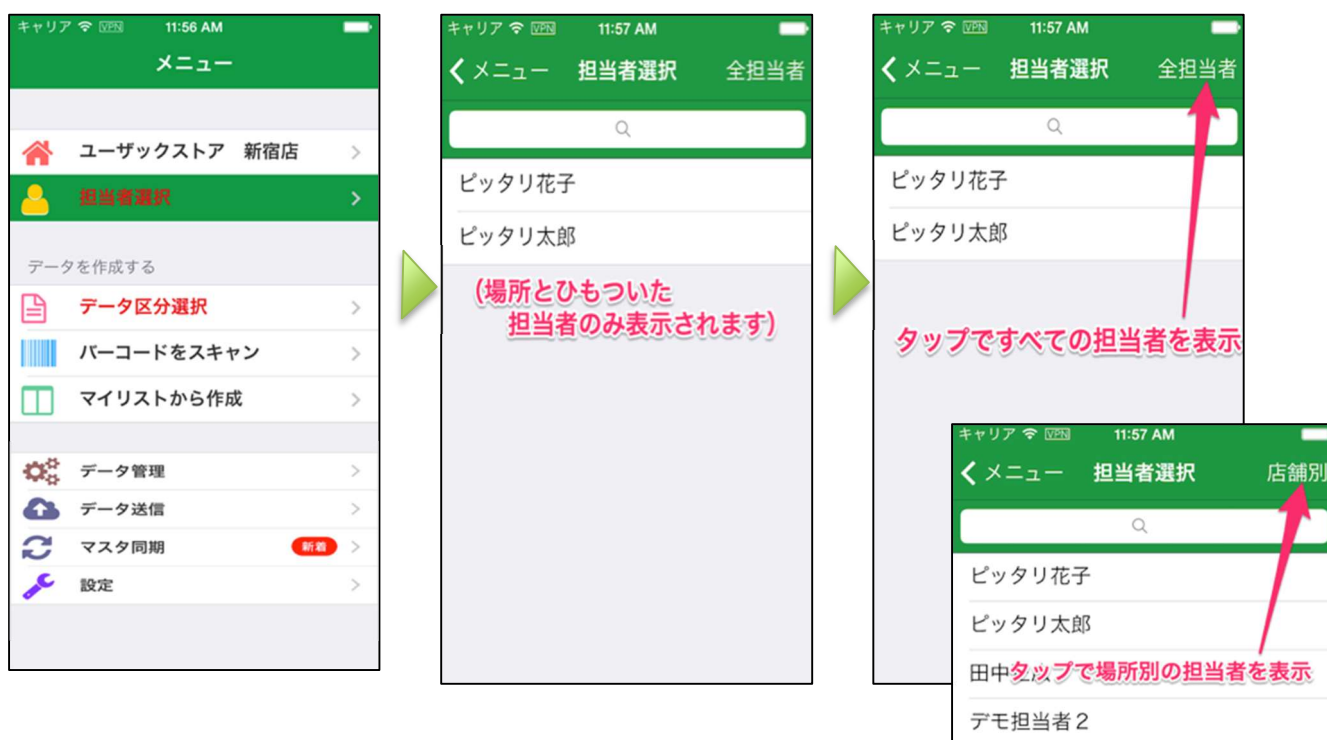 キャリア VPN 11:56 AM
メニュー
ユーザックストア 新宿店
担当者選択
データを作成する
データ区分選択
バーコードをスキャン
マイリストから作成
データ管理
データ送信
マスタ同期 新着
設定
キャリア VPN 11:57 AM
メニュー 担当者選択 全担当者
ピッタリ花子
ピッタリ太郎
(場所とひもついた
担当者のみ表示されます)
キャリア VPN 11:57 AM
メニュー 担当者選択 全担当者
ピッタリ花子
ピッタリ太郎
タップですべての担当者を表示
キャリア VPN 11:57 AM
メニュー 担当者選択 店舗別
ピッタリ花子
ピッタリ太郎
田中
タップで場所別の担当者を表示
デモ担当者2